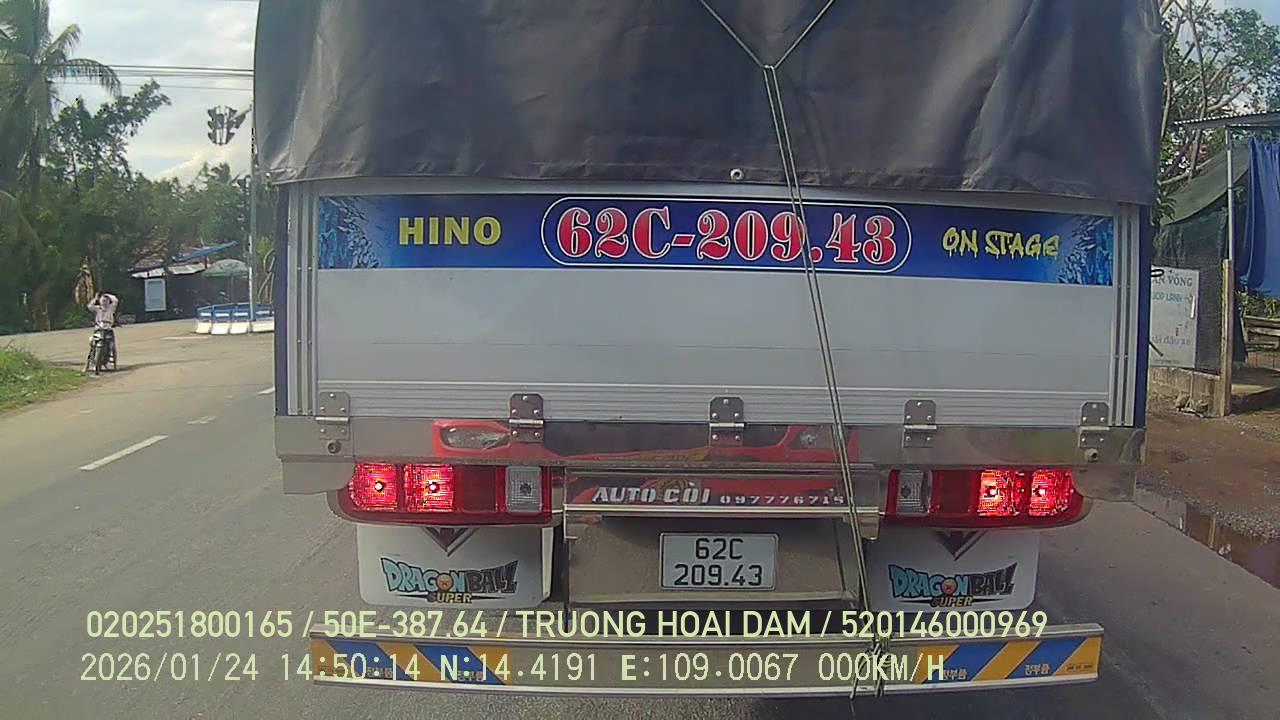 HINO 62C-209.43 ON STAGE
AUTO CÒI
62C
209.43
DRAGON BALL
SUPER
DRAGON BALL
SUPER
020251800165 / 50E-387.64 / TRUONG HOAI DAM / 520146000969
2026/01/24 14:50:14 N:14.4191 E:109.0067 000KM/H